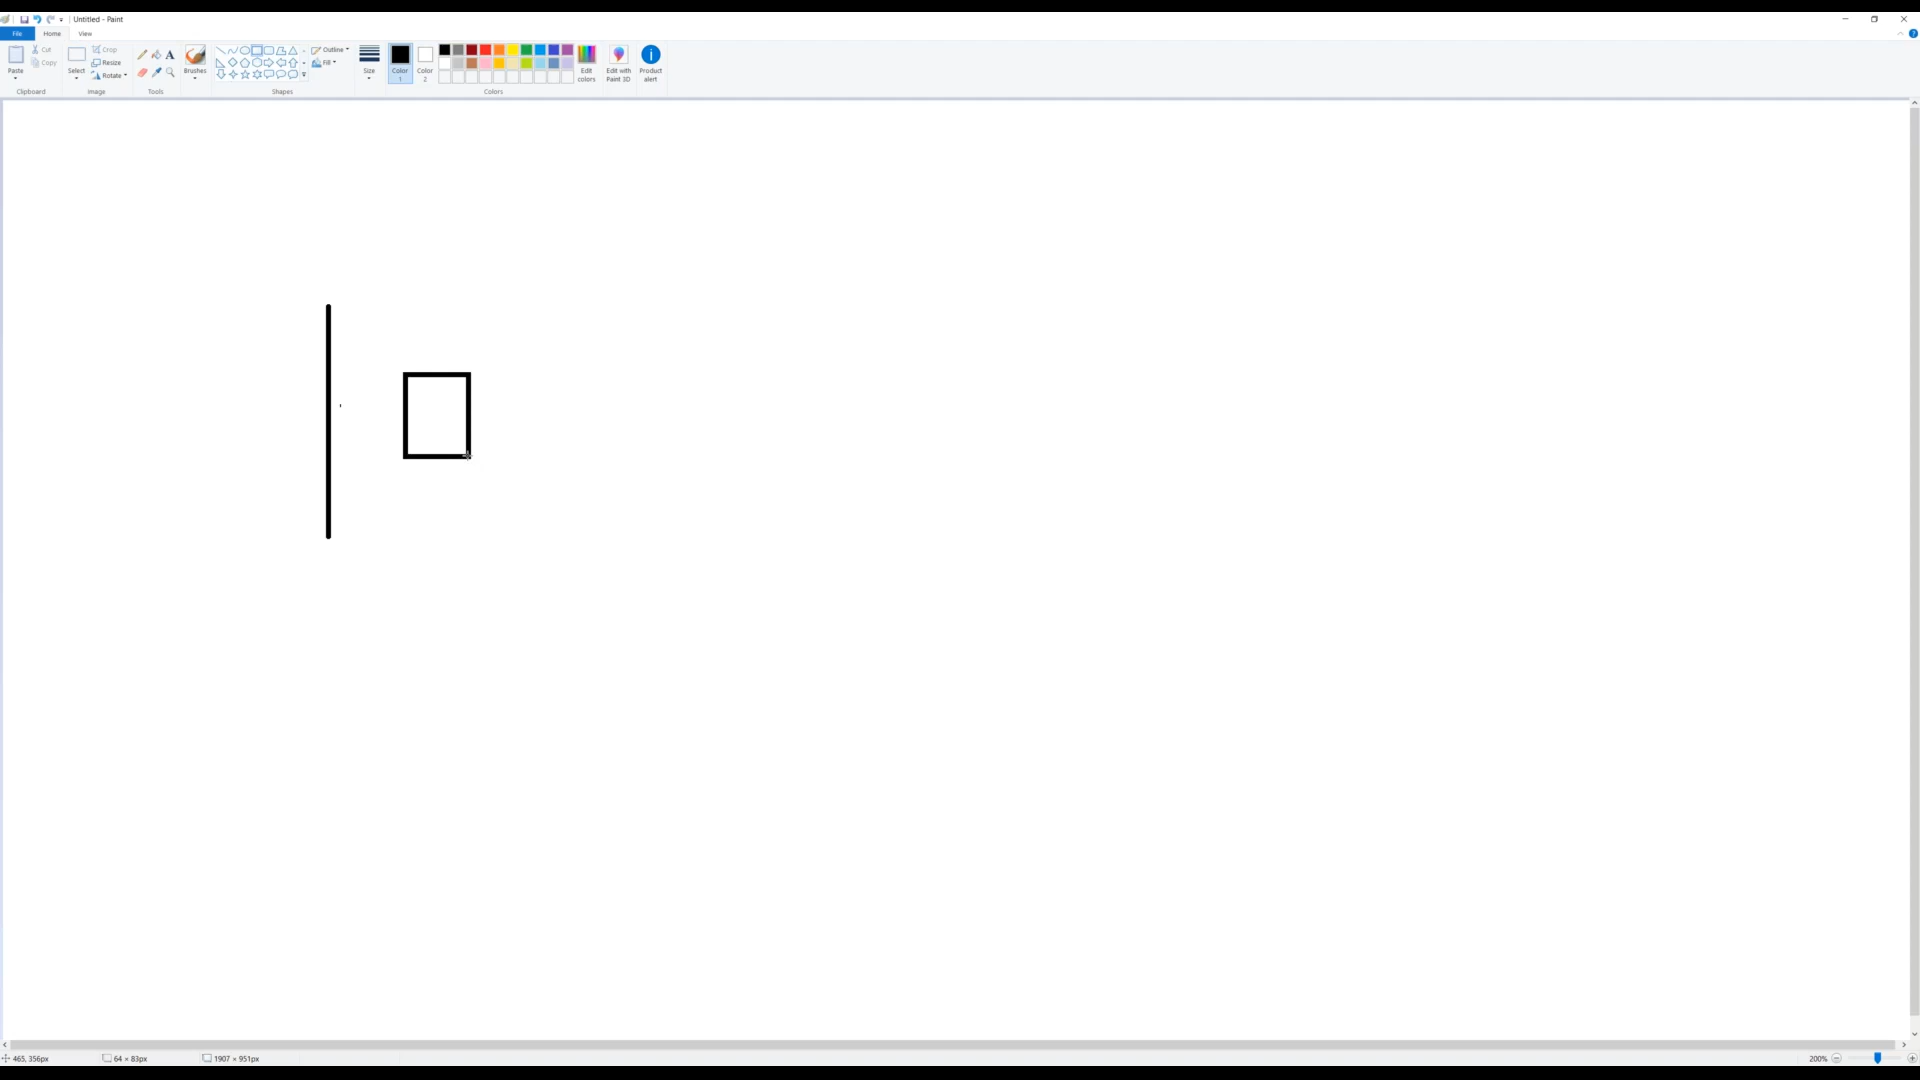 Untitled - Paint
File Home View
Paste
Cut
Copy
Clipboard
Select
Crop
Resize
Rotate
Image
A
Tools
Brushes
Outline
Fill
Shapes
Size
Color 1
Color 2
Edit colors
Colors
Edit with Paint 3D
Product alert
465, 356px 64 × 83px 1907 × 951px 200%